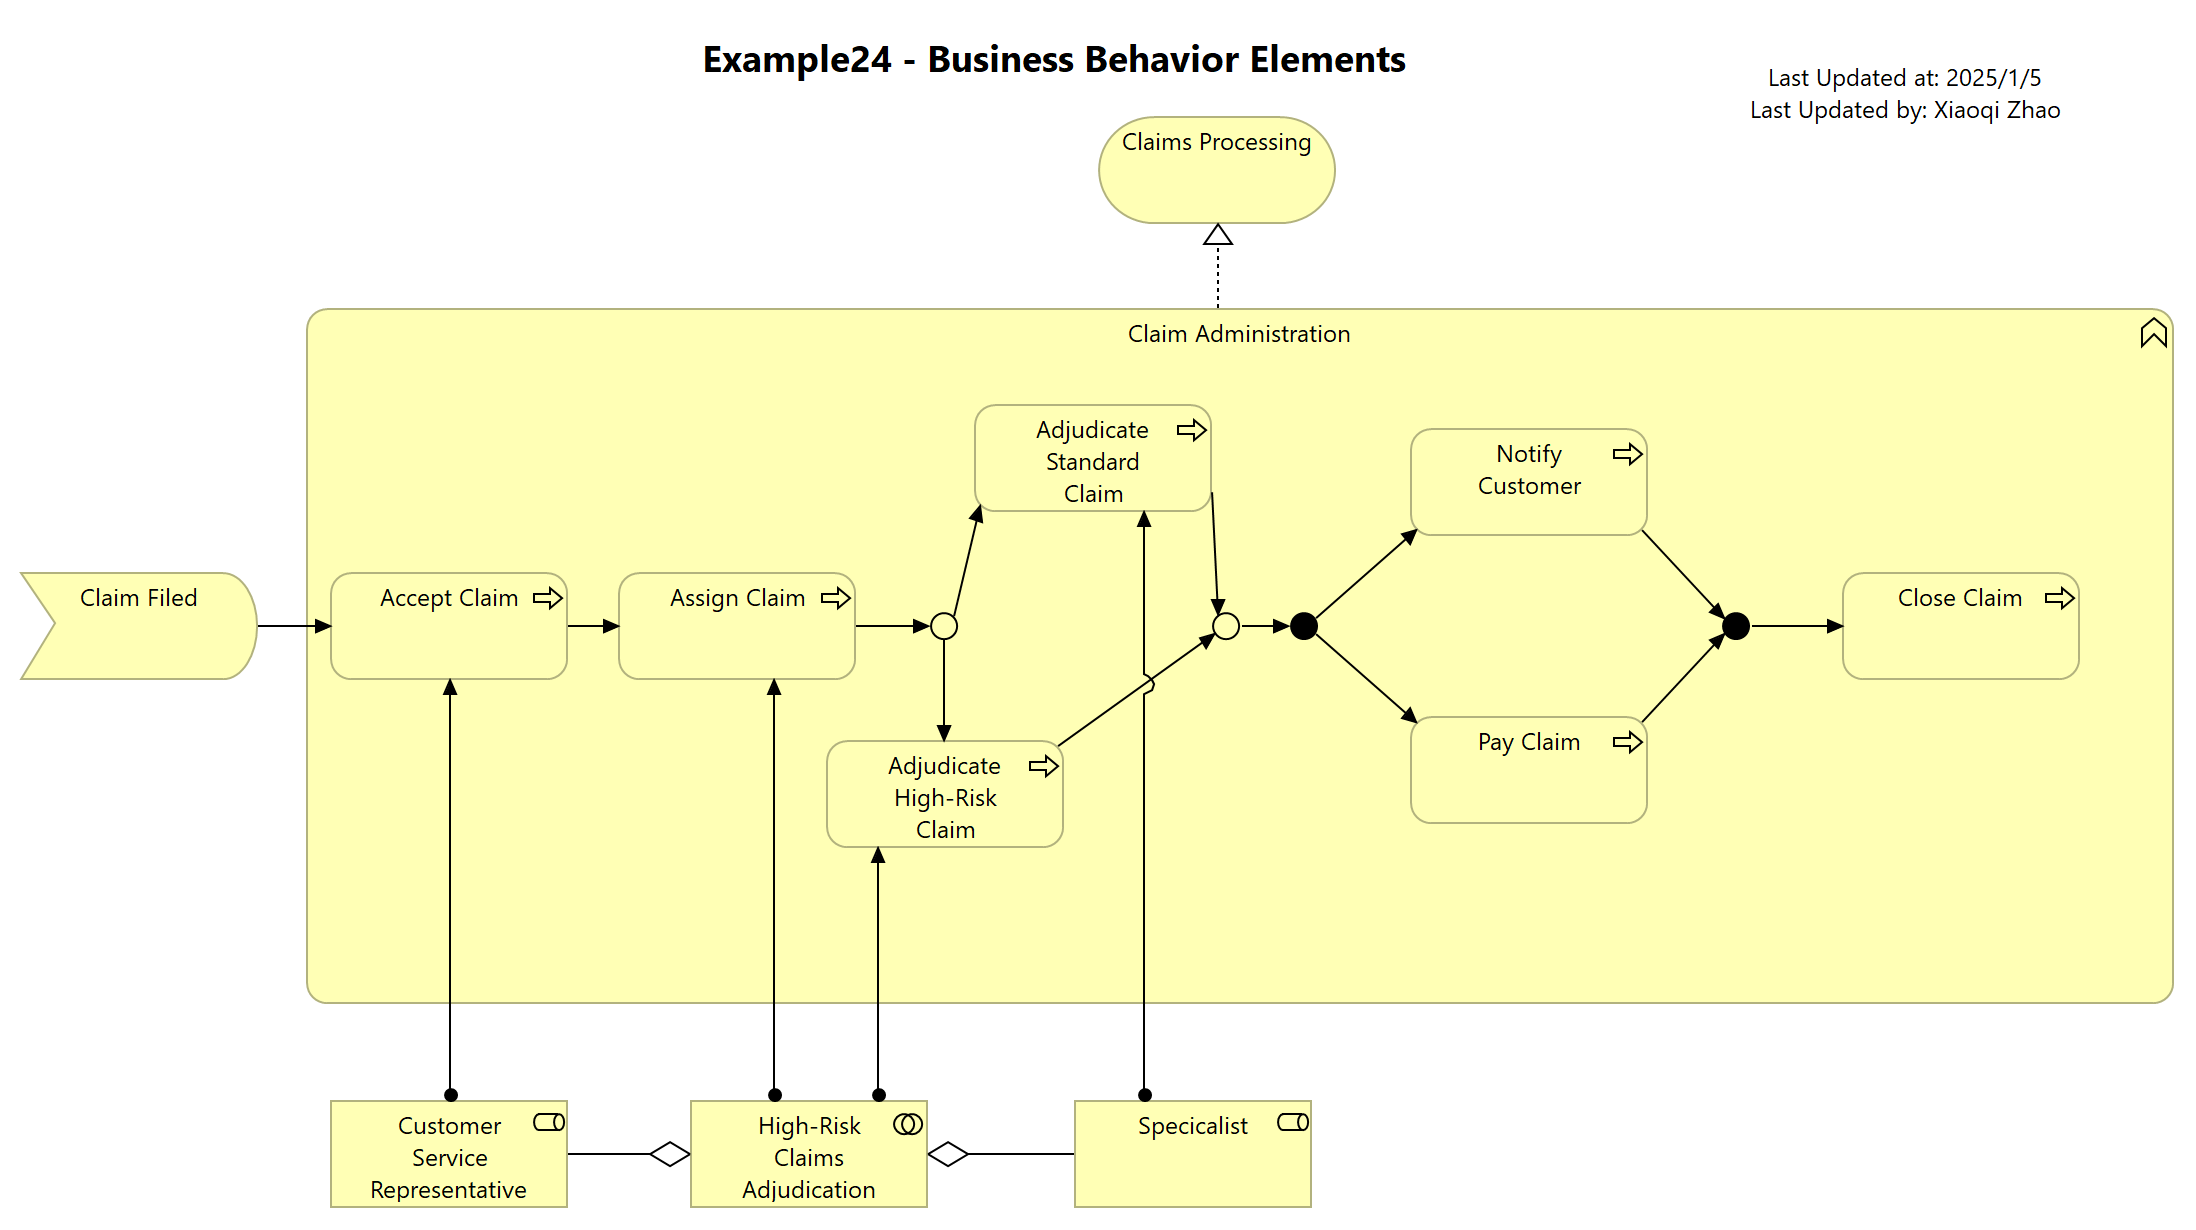 Example24 - Business Behavior Elements
Last Updated at: 2025/1/5
Last Updated by: Xiaoqi Zhao
Claims Processing
Claim Administration
Adjudicate
Standard
Claim
Notify
Customer
Claim Filed
Accept Claim
Assign Claim
Close Claim
Adjudicate
High-Risk
Claim
Pay Claim
Customer
Service
Representative
High-Risk
Claims
Adjudication
Specicalist